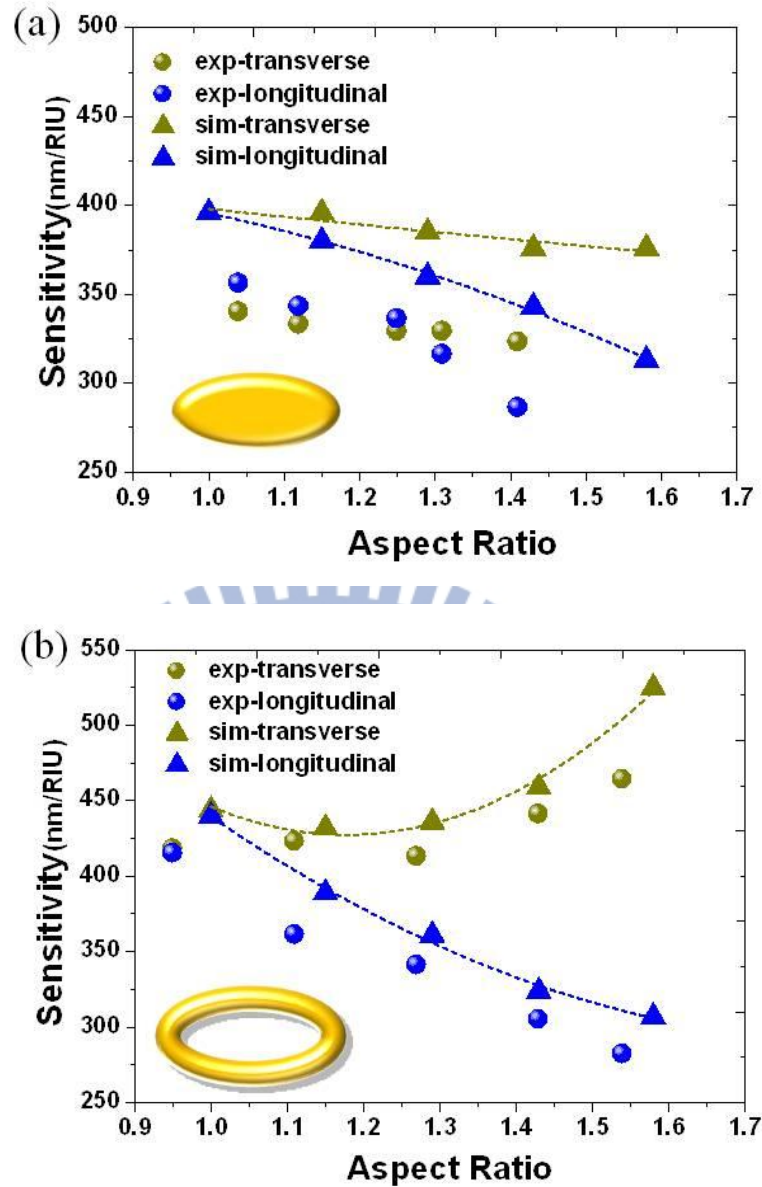 (a)
500
450
400
350
300
250
Sensitivity(nm/RIU)
exp-transverse
exp-longitudinal
sim-transverse
sim-longitudinal
0.9 1.0 1.1 1.2 1.3 1.4 1.5 1.6 1.7
Aspect Ratio
(b)
550
500
450
400
350
300
250
Sensitivity(nm/RIU)
exp-transverse
exp-longitudinal
sim-transverse
sim-longitudinal
0.9 1.0 1.1 1.2 1.3 1.4 1.5 1.6 1.7
Aspect Ratio